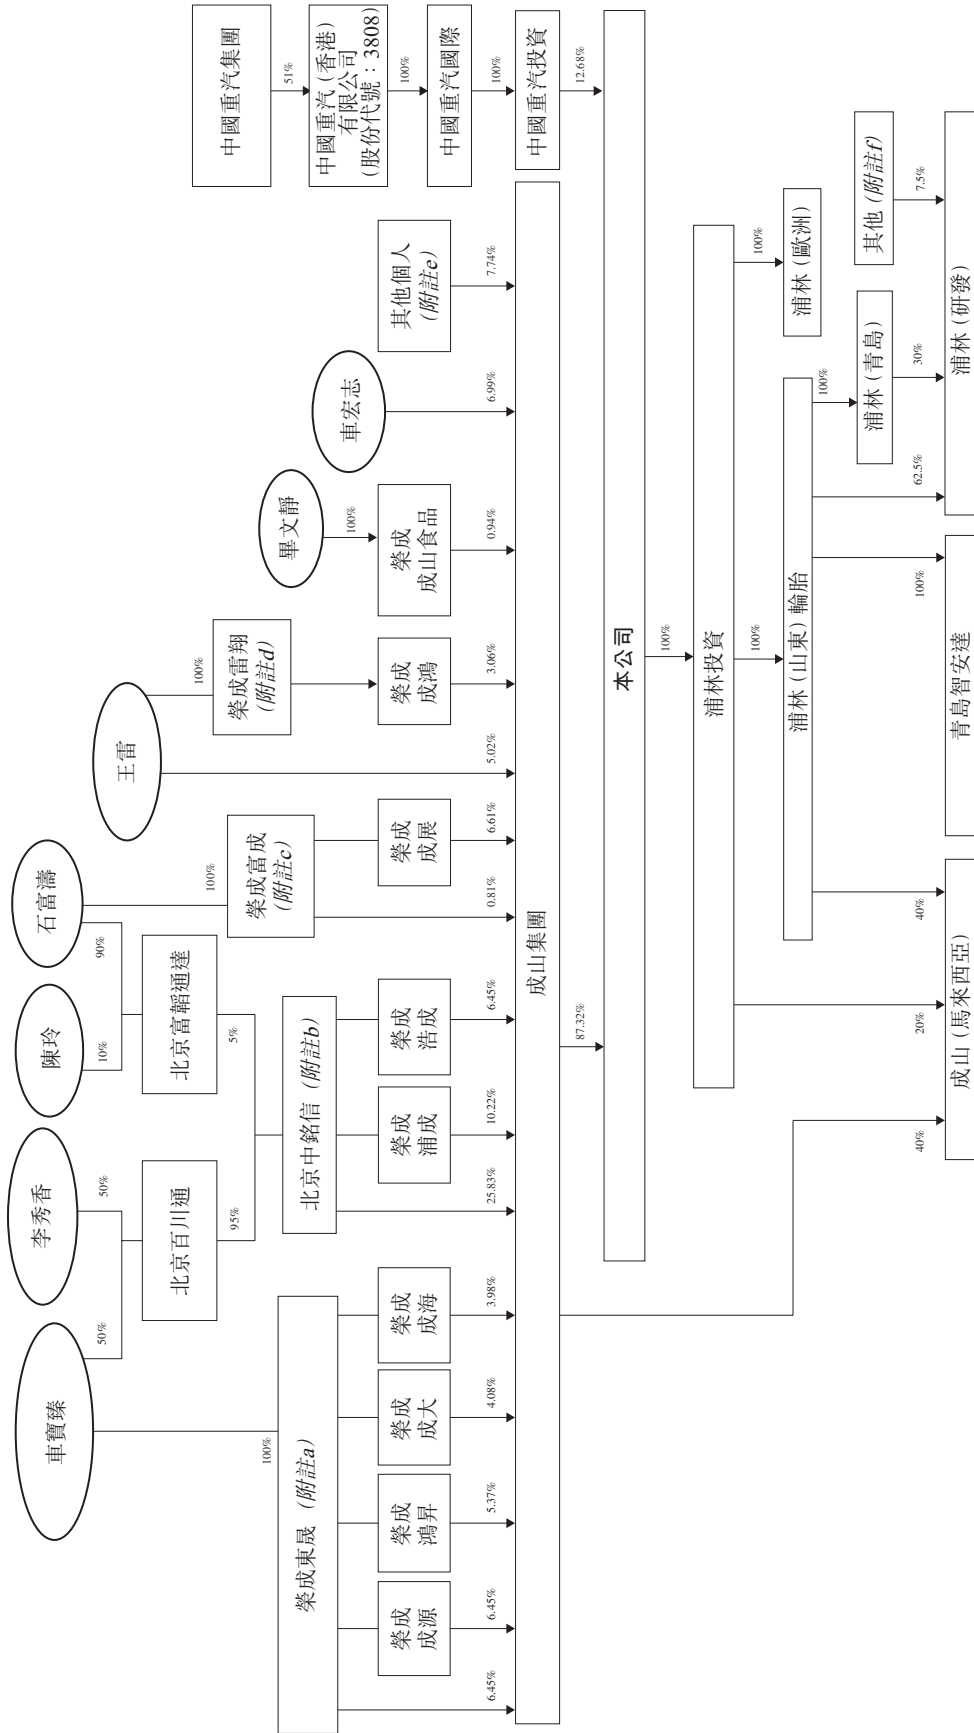 車寶臻
李秀香
陳玲
石富濤
王雷
畢文靜
車宏志
50%
50%
10%
90%
北京百川通
北京富韜通達
95%
5%
100%
100%
100%
100%
榮成東晟 (附註a)
北京中銘信 (附註b)
榮成富成
(附註c)
榮成雷翔
(附註d)
榮成
成源
榮成
鴻昇
榮成
成大
榮成
成海
榮成
浦成
榮成
浩成
榮成
成展
榮成
成鴻
榮成
成山食品
其他個人
(附註e)
6.45%
6.45%
5.37%
4.08%
3.98%
25.83%
10.22%
6.45%
0.81%
6.61%
5.02%
3.06%
0.94%
6.99%
7.74%
中國重汽集團
51%
中國重汽 (香港)
有限公司
(股份代號：3808)
100%
中國重汽國際
100%
成山集團
中國重汽投資
87.32%
12.68%
本公司
100%
浦林投資
100%
100%
浦林 (山東) 輪胎
浦林 (歐洲)
100%
浦林 (青島)
其他 (附註f)
40%
20%
40%
100%
62.5%
30%
7.5%
成山 (馬來西亞)
青島智安達
浦林 (研發)